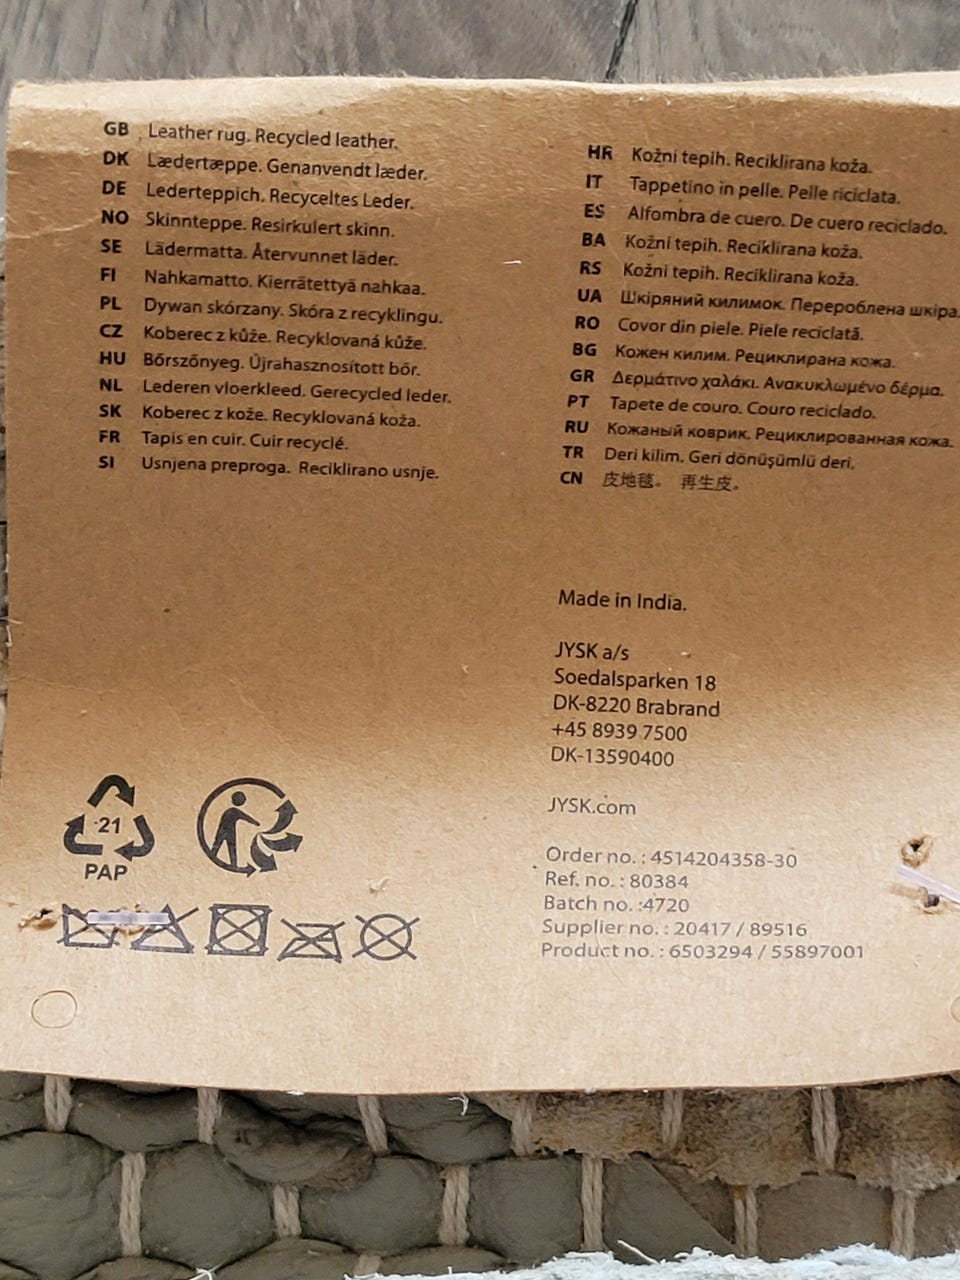 GB Leather rug. Recycled leather.
DK Lædertæppe. Genanvendt læder.
DE Lederteppich. Recyceltes Leder.
NO Skinnteppe. Resirkulert skinn.
SE Lädermatta. Återvunnet läder.
FI Nahkamatto. Kierrätettyä nahkaa.
PL Dywan skórzany. Skóra z recyklingu.
CZ Koberec z kůže. Recyklovaná kůže.
HU Bőrszőnyeg. Újrahasznosított bőr.
NL Lederen vloerkleed. Gerecycled leder.
SK Koberec z kože. Recyklovaná koža.
FR Tapis en cuir. Cuir recyclé.
SI Usnjena preproga. Reciklirano usnje.
HR Kožni tepih. Reciklirana koža.
IT Tappetino in pelle. Pelle riciclata.
ES Alfombra de cuero. De cuero reciclado.
BA Kožni tepih. Reciklirana koža.
RS Kožni tepih. Reciklirana koža.
UA Шкіряний килимок. Перероблена шкіра.
RO Covor din piele. Piele reciclată.
BG Кожен килим. Рециклирана кожа.
GR Δερμάτινο χαλάκι. Ανακυκλωμένο δέρμα.
PT Tapete de couro. Couro reciclado.
RU Кожаный коврик. Рециклированная кожа.
TR Deri kilim. Geri dönüşümlü deri.
CN 皮地毯。 再生皮。
Made in India.
JYSK a/s
Soedalsparken 18
DK-8220 Brabrand
+45 8939 7500
DK-13590400
JYSK.com
21
PAP
Order no. : 4514204358-30
Ref. no. : 80384
Batch no. :4720
Supplier no. : 20417 / 89516
Product no. : 6503294 / 55897001